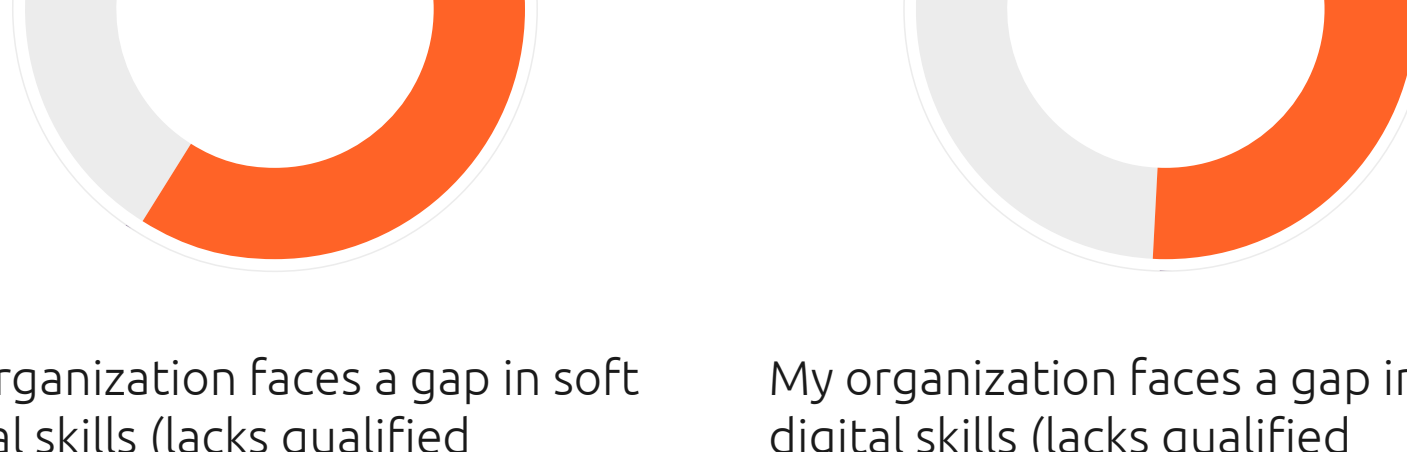 rganization faces a gap in soft
al skills (lacks qualified
My organization faces a gap in
digital skills (lacks qualified